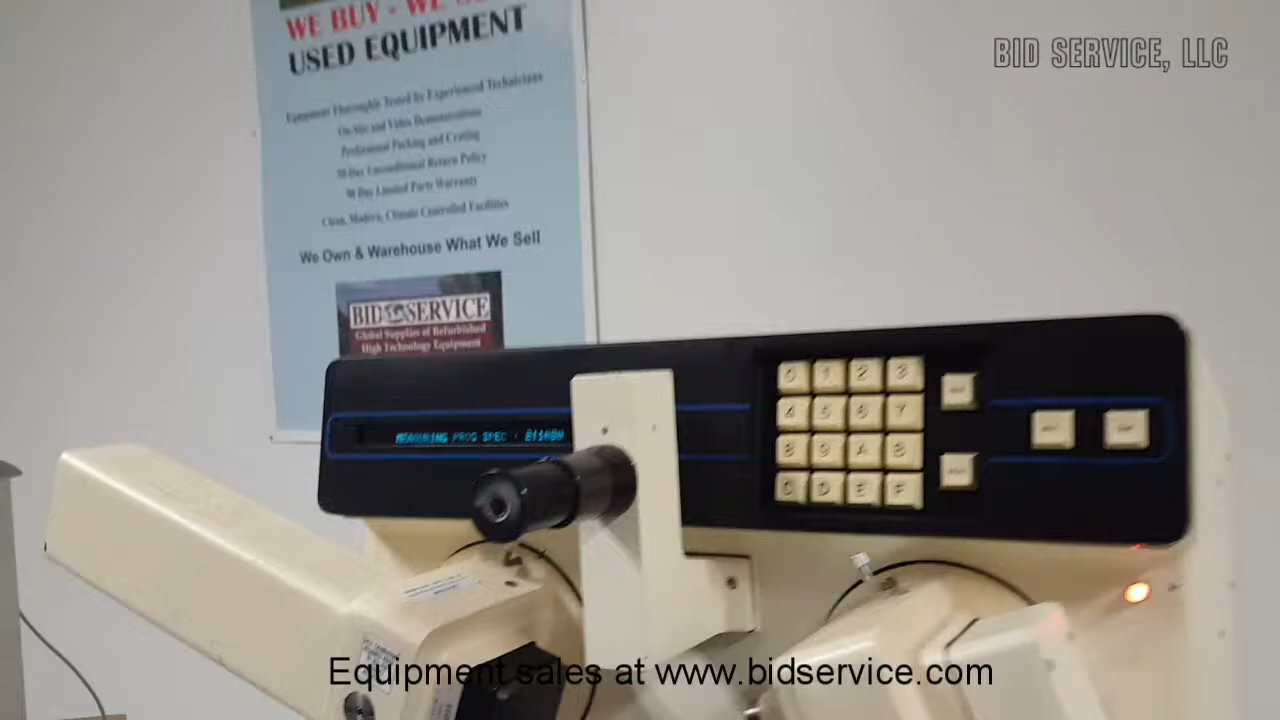 WE BUY - WE
USED EQUIPMENT
Equipment Thoroughly Tested by Experienced Technicians
On-Site and Video Demonstrations
Professional Packing and Crating
30-Day Unconditional Return Policy
90 Day Limited Parts Warranty
Clean, Modern, Climate Controlled Facilities
We Own & Warehouse What We Sell
BID SERVICE
Global Supplier of Refurbished
High Technology Equipment
BID SERVICE, LLC
MEASURING PROG SPEC
0 1 2 3
4 5 6 7
8 9 A B
C D E F
Equipment sales at www.bidservice.com